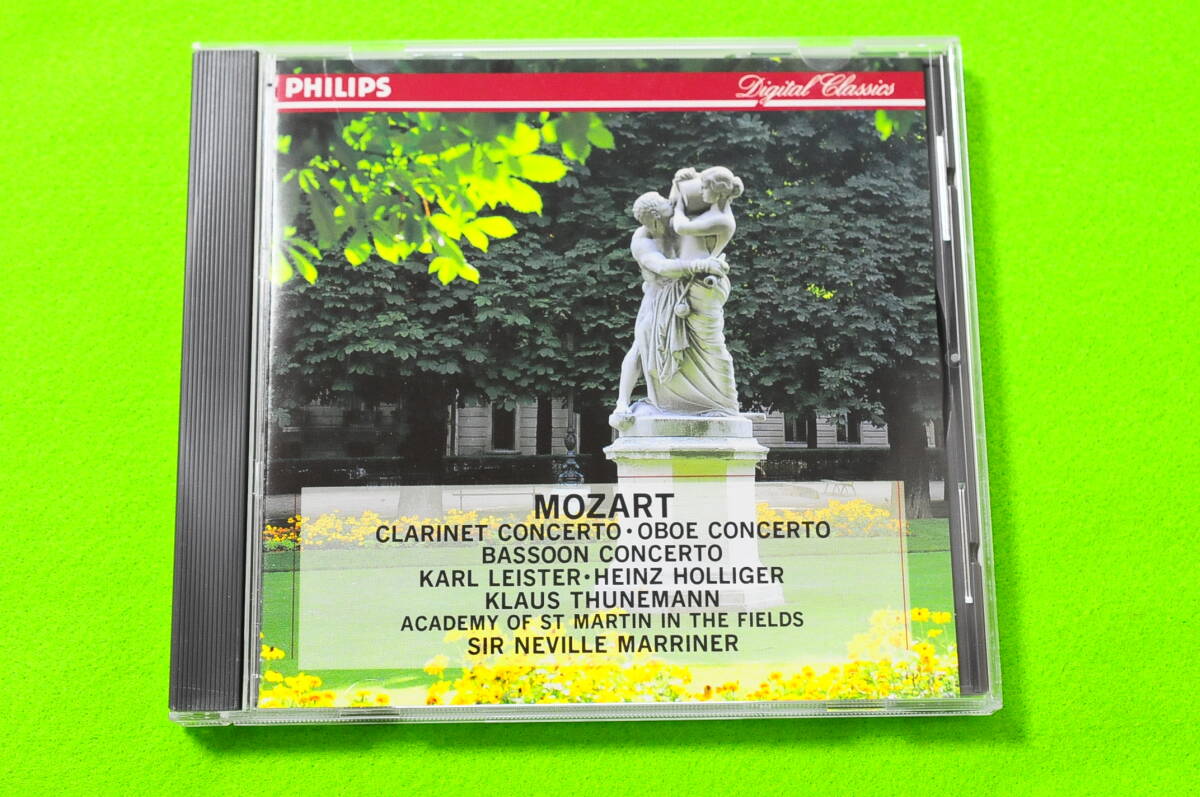 PHILIPS Digital Classics
MOZART
CLARINET CONCERTO·OBOE CONCERTO
BASSOON CONCERTO
KARL LEISTER·HEINZ HOLLIGER
KLAUS THUNEMANN
ACADEMY OF ST MARTIN IN THE FIELDS
SIR NEVILLE MARRINER